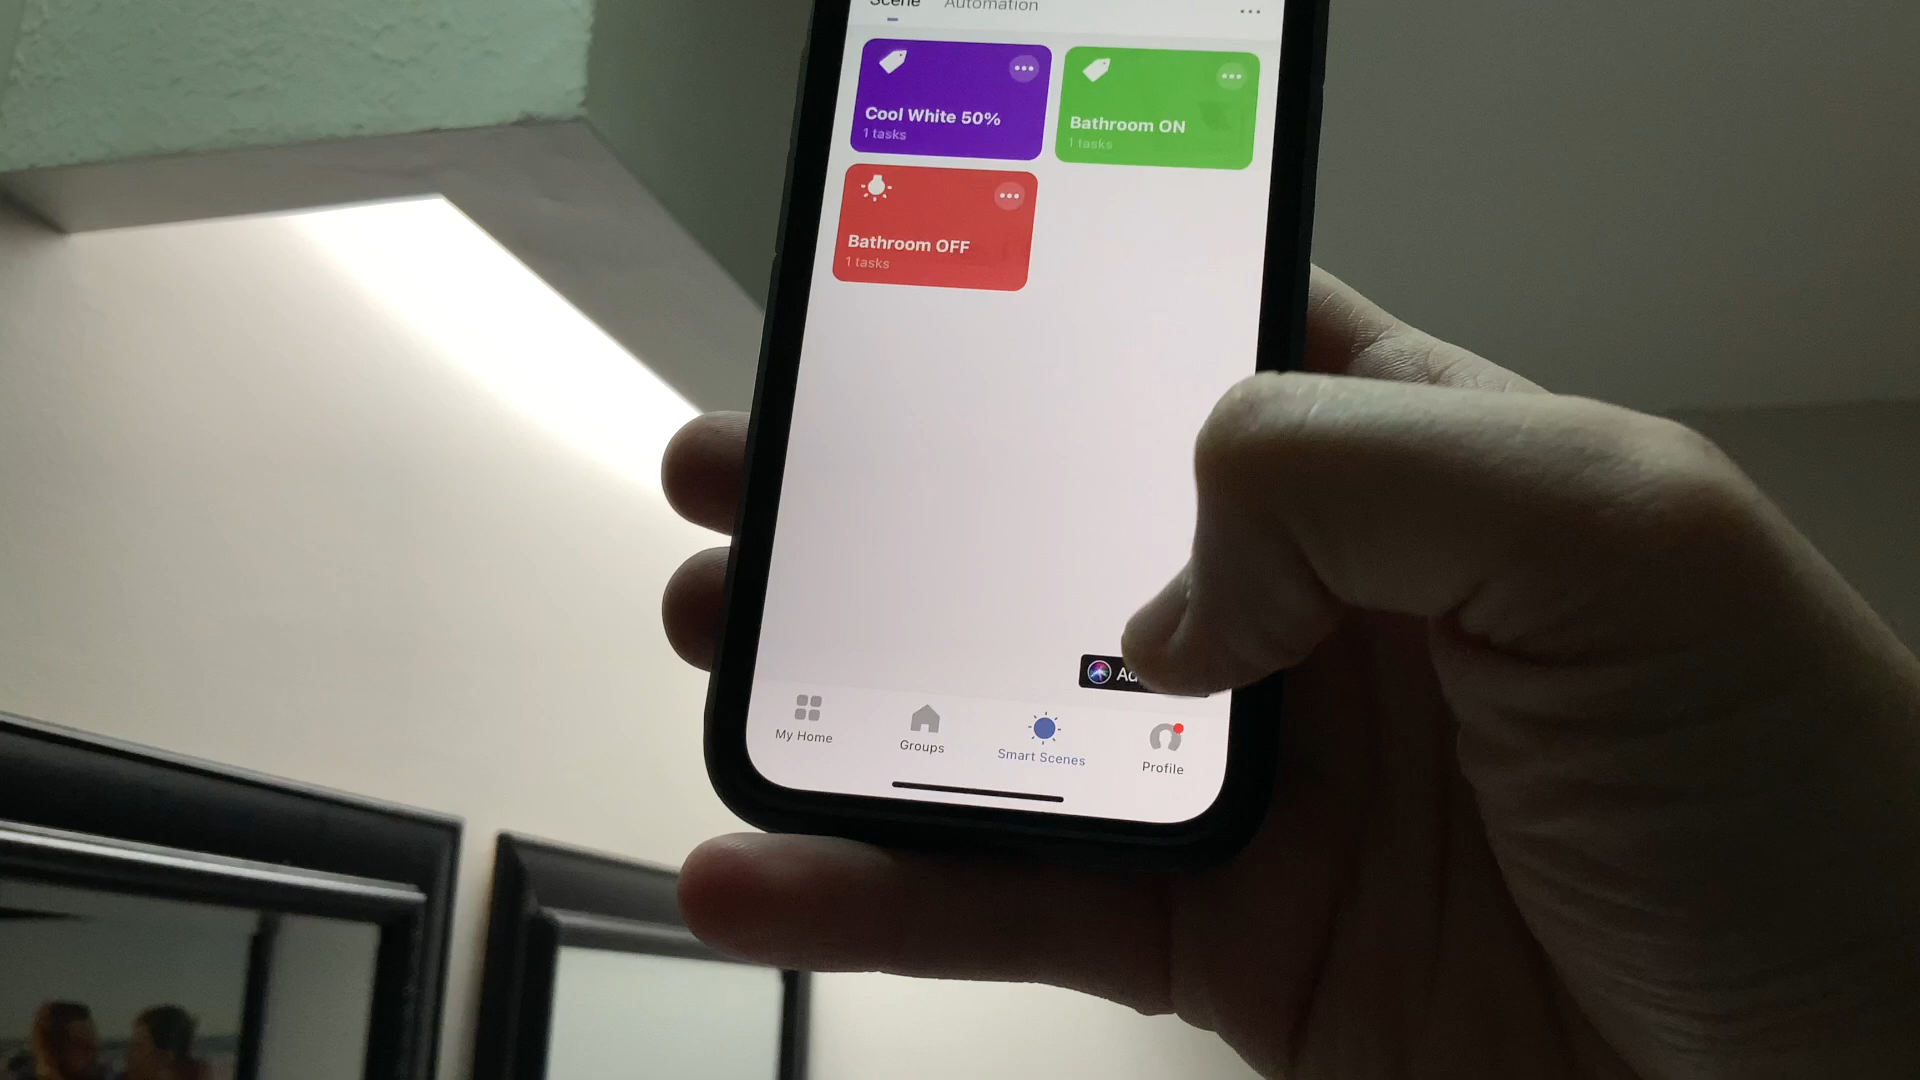 Scene Automation
Cool White 50%
1 tasks
Bathroom ON
1 tasks
Bathroom OFF
1 tasks
My Home
Groups
Smart Scenes
Profile